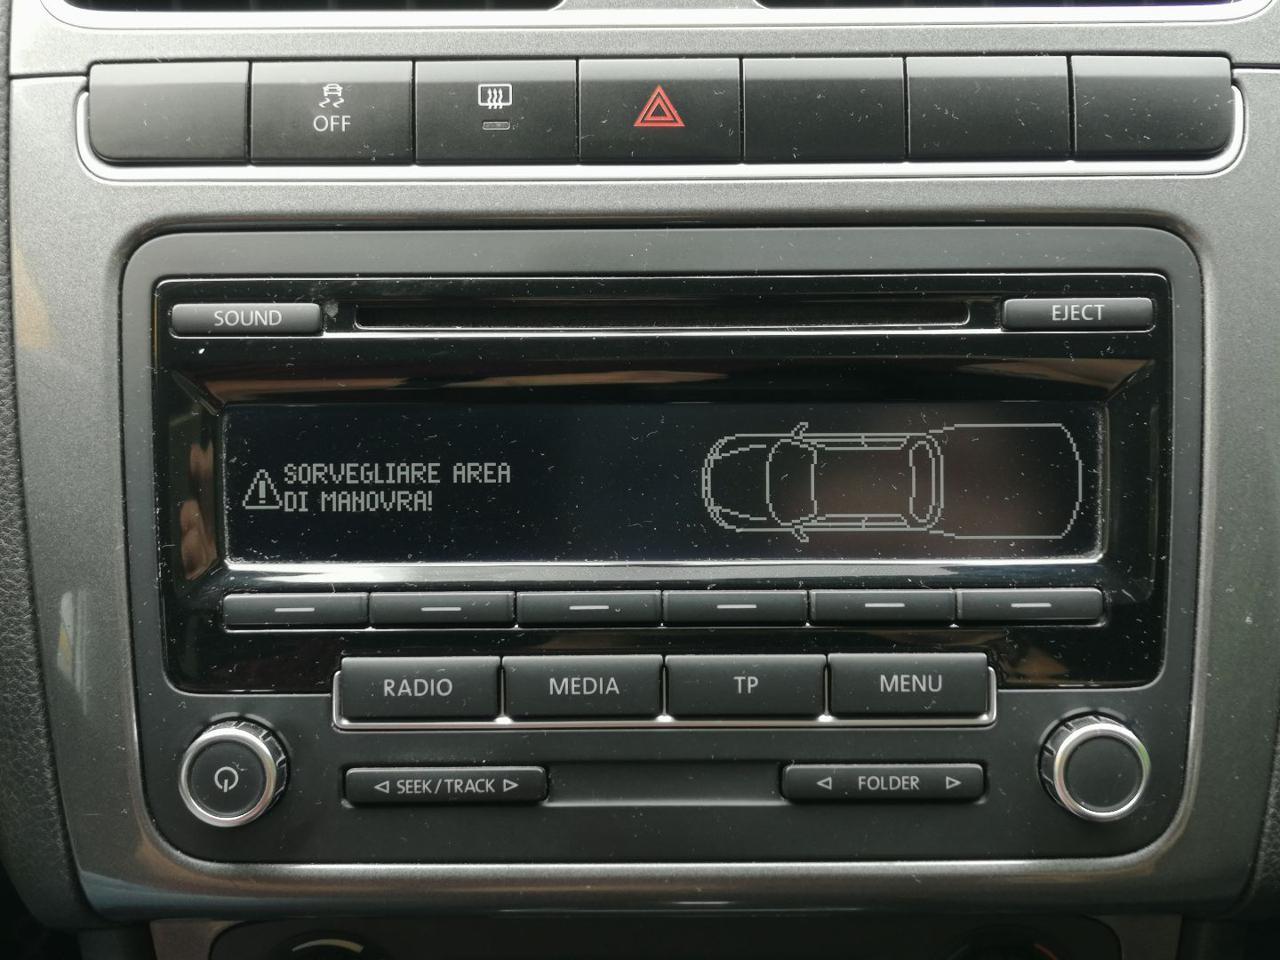 OFF
SOUND
EJECT
SORVEGLIARE AREA
DI MANOVRA!
RADIO MEDIA TP MENU
SEEK/TRACK
FOLDER